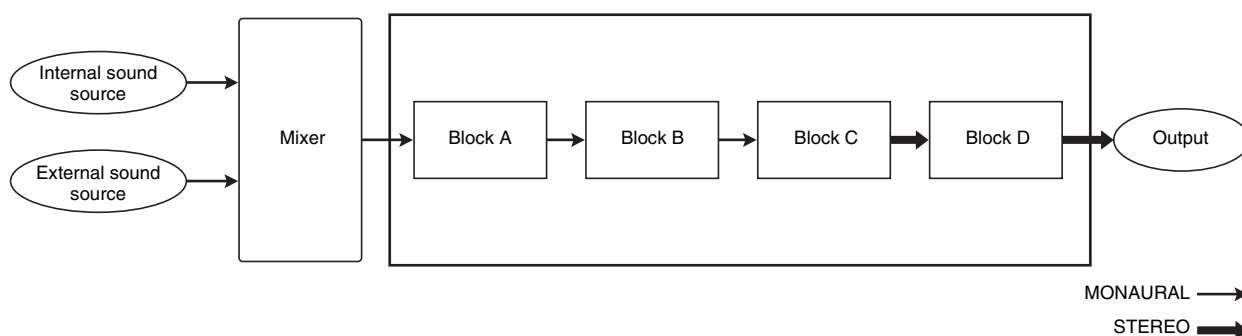 Internal sound
source
External sound
source
Mixer
Block A
Block B
Block C
Block D
Output
MONAURAL
STEREO